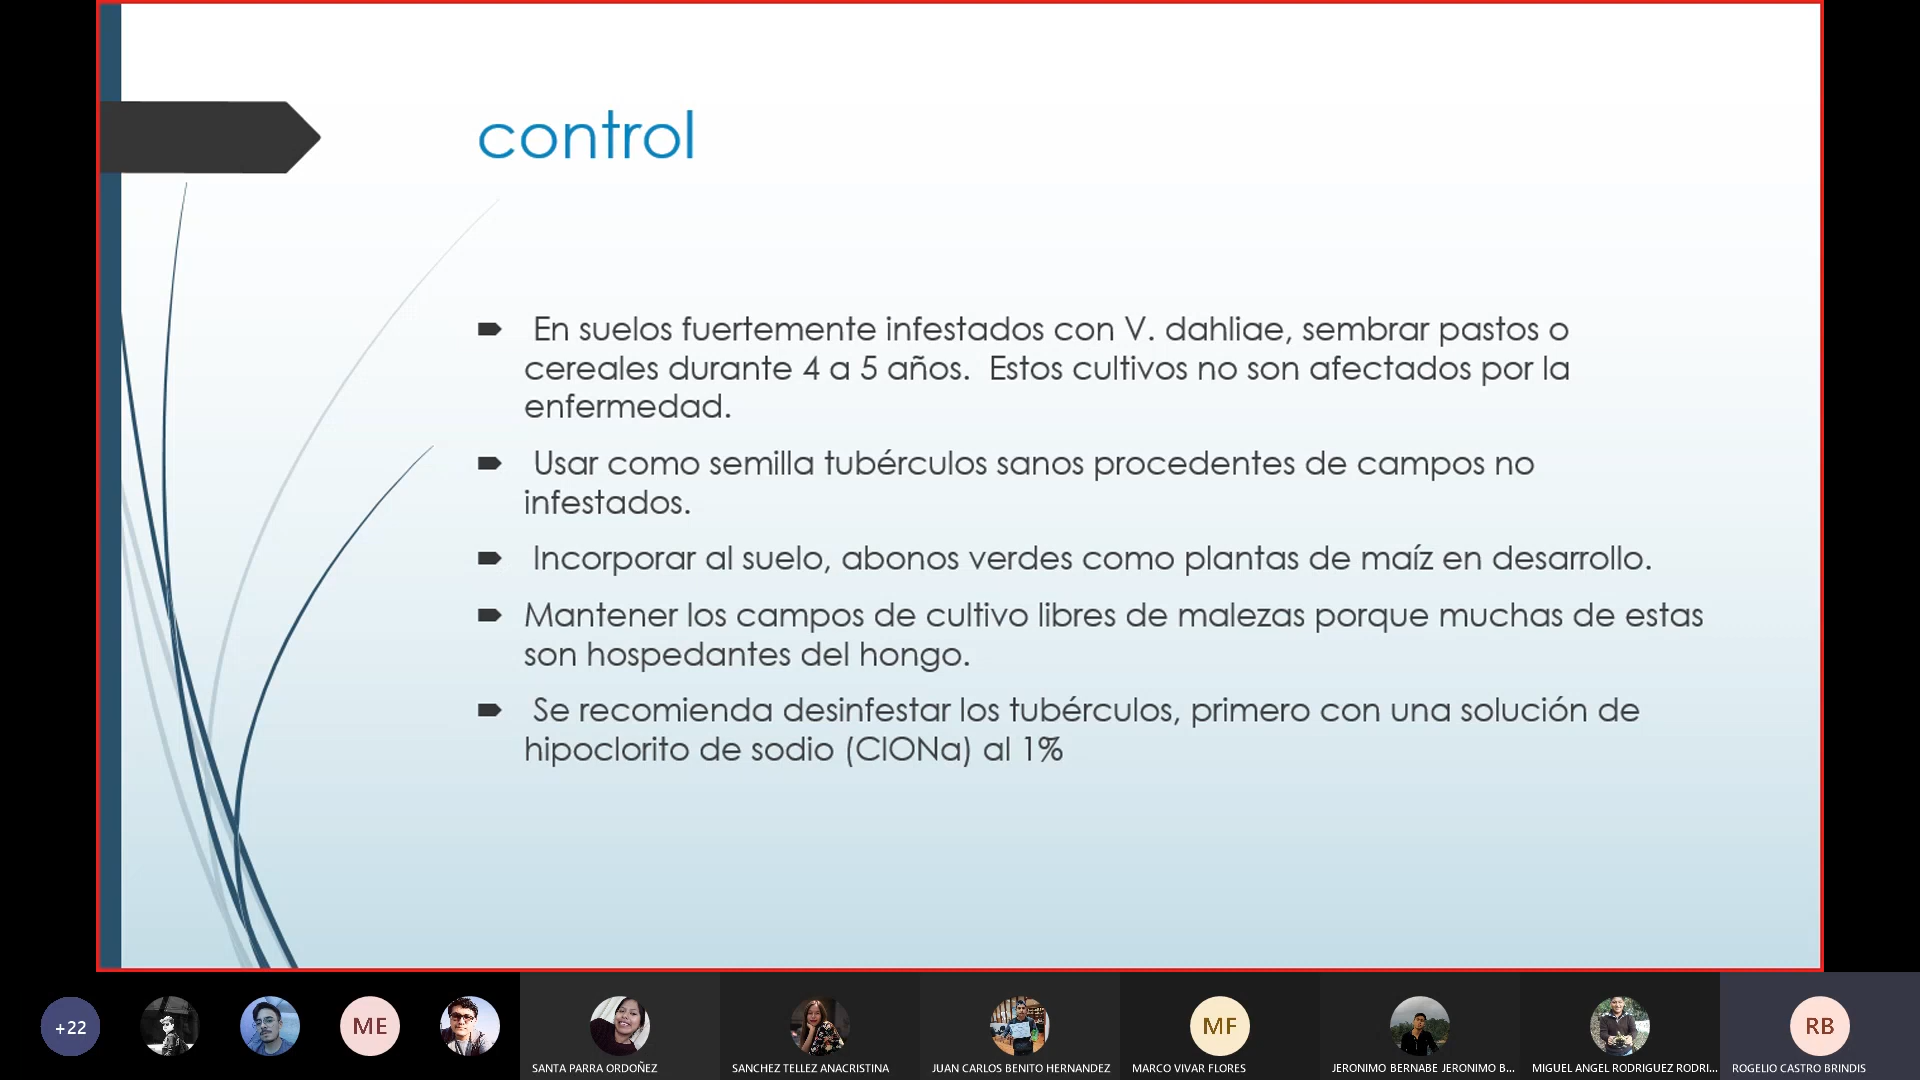 control
En suelos fuertemente infestados con V. dahliae, sembrar pastos o
cereales durante 4 a 5 años.  Estos cultivos no son afectados por la
enfermedad.
Usar como semilla tubérculos sanos procedentes de campos no
infestados.
Incorporar al suelo, abonos verdes como plantas de maíz en desarrollo.
Mantener los campos de cultivo libres de malezas porque muchas de estas
son hospedantes del hongo.
Se recomienda desinfestar los tubérculos, primero con una solución de
hipoclorito de sodio (ClONa) al 1%
+22
ME
MF
RB
SANTA PARRA ORDOÑEZ
SANCHEZ TELLEZ ANACRISTINA
JUAN CARLOS BENITO HERNANDEZ
MARCO VIVAR FLORES
JERONIMO BERNABE JERONIMO B...
MIGUEL ANGEL RODRIGUEZ RODRI...
ROGELIO CASTRO BRINDIS